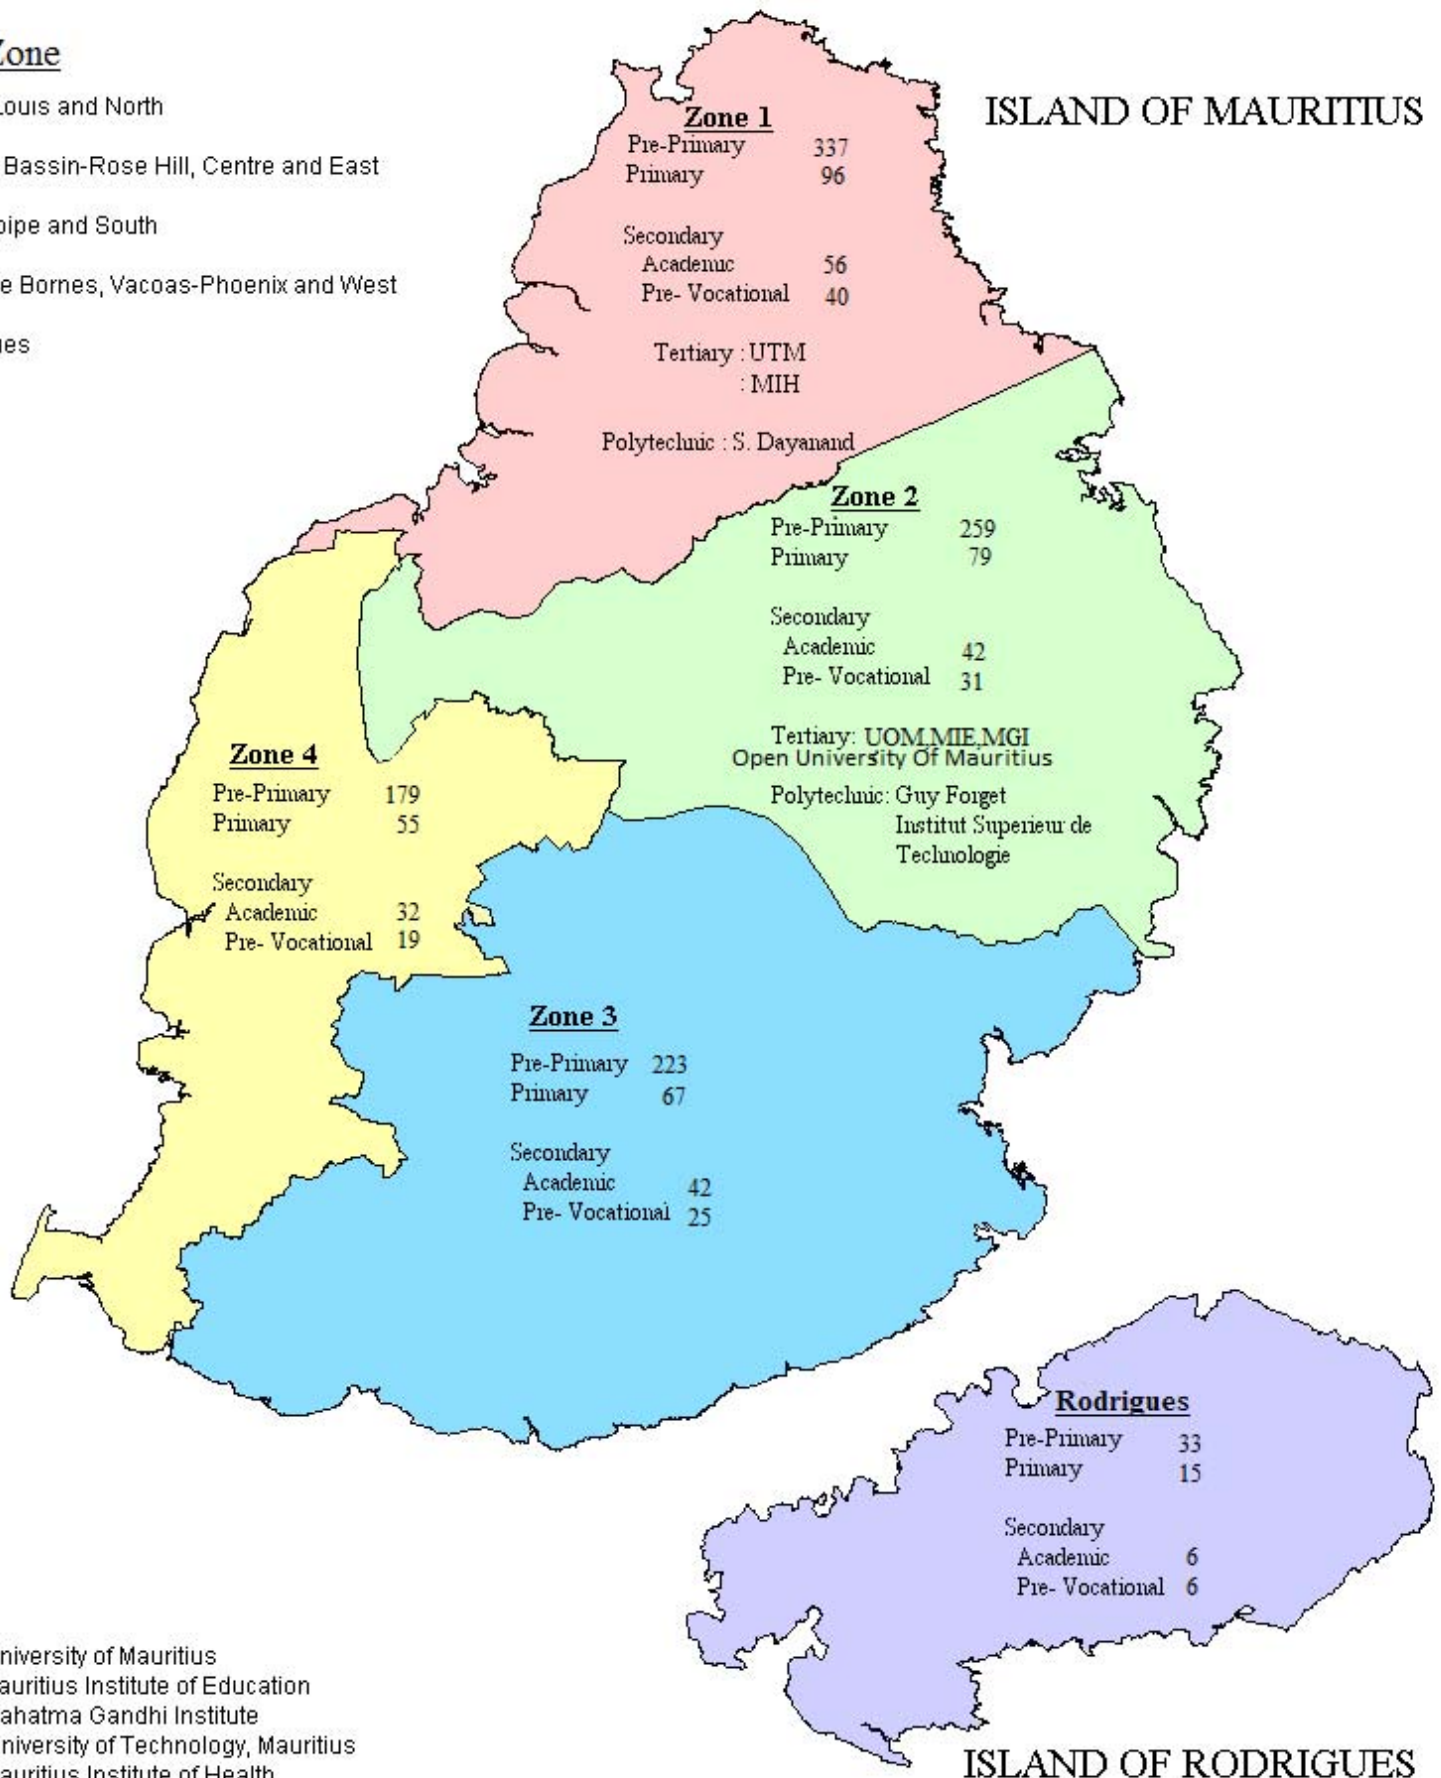 Zone
Louis and North
Bassin-Rose Hill, Centre and East
pipe and South
e Bornes, Vacoas-Phoenix and West
ues
ISLAND OF MAURITIUS
Zone 1
Pre-Primary 337
Primary 96
Secondary
Academic 56
Pre- Vocational 40
Tertiary : UTM
: MIH
Polytechnic : S. Dayanand
Zone 2
Pre-Primary 259
Primary 79
Secondary
Academic 42
Pre- Vocational 31
Tertiary: UOM,MIE,MGI
Open University Of Mauritius
Polytechnic: Guy Forget
Institut Superieur de
Technologie
Zone 4
Pre-Primary 179
Primary 55
Secondary
Academic 32
Pre- Vocational 19
Zone 3
Pre-Primary 223
Primary 67
Secondary
Academic 42
Pre- Vocational 25
Rodrigues
Pre-Primary 33
Primary 15
Secondary
Academic 6
Pre- Vocational 6
niversity of Mauritius
auritius Institute of Education
ahatma Gandhi Institute
niversity of Technology, Mauritius
auritius Institute of Health
ISLAND OF RODRIGUES